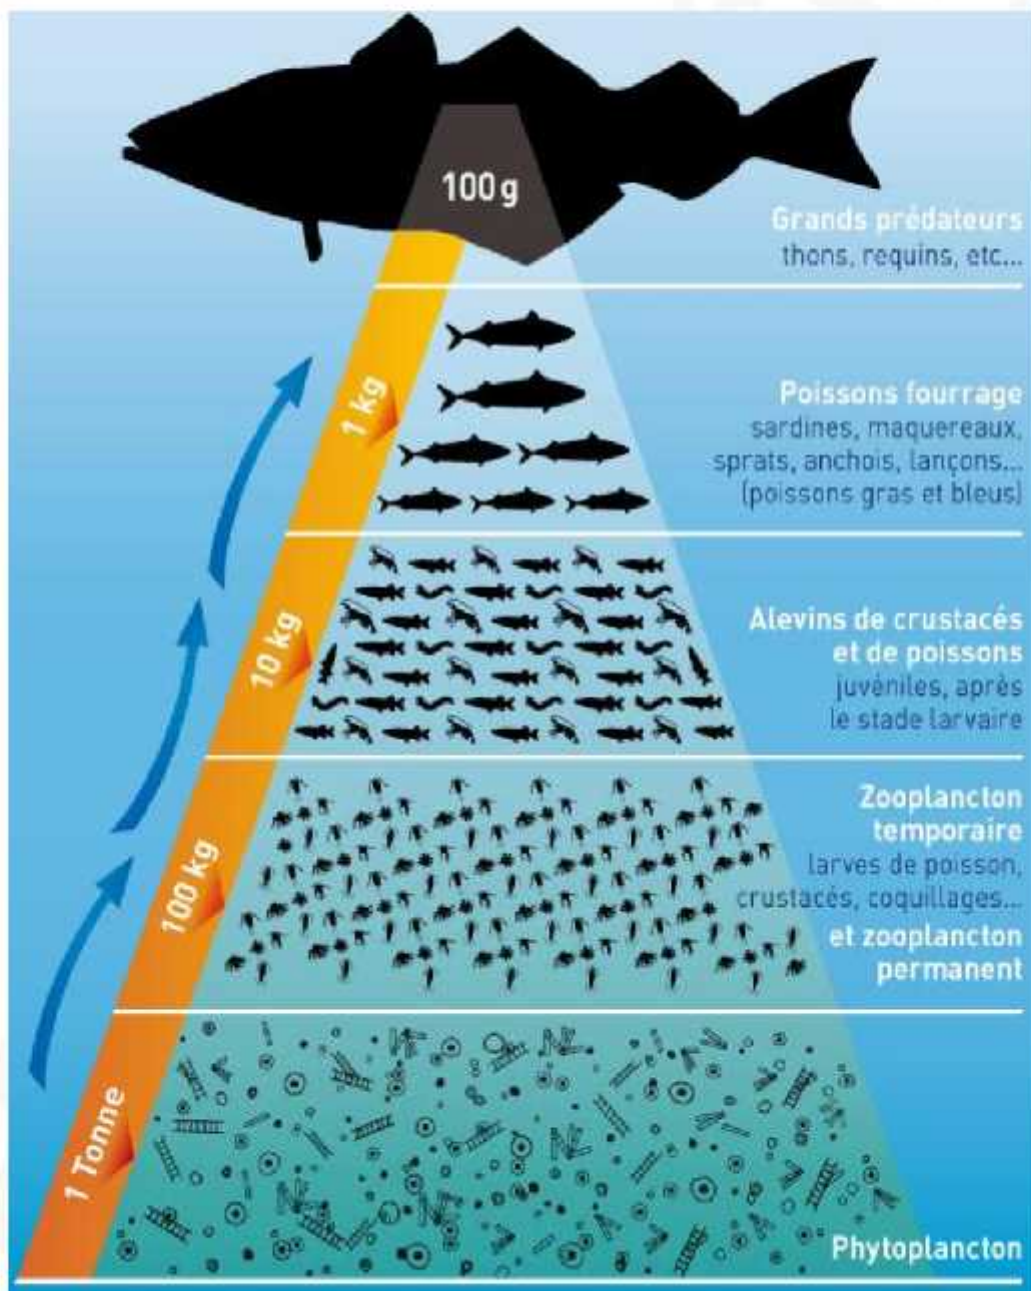 100 g
Grands prédateurs
thons, requins, etc...
1 kg
Poissons fourrage
sardines, maquereaux,
sprats, anchois, lançons...
(poissons gras et bleus)
10 kg
Alevins de crustacés
et de poissons
juvéniles, après
le stade larvaire
100 kg
Zooplancton
temporaire
larves de poisson,
crustacés, coquillages...
et zooplancton
permanent
1 Tonne
Phytoplancton